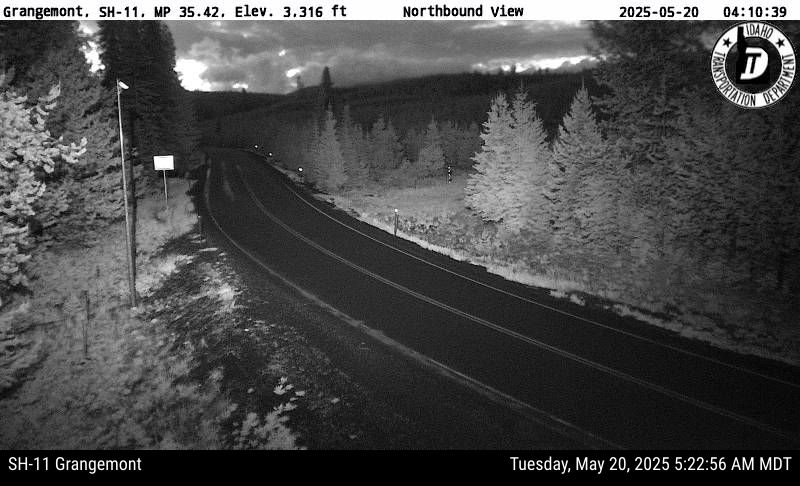 Grangemont, SH-11, MP 35.42, Elev. 3,316 ft Northbound View 2025-05-20 04:10:39
IDAHO
TRANSPORTATION DEPARTMENT
SH-11 Grangemont Tuesday, May 20, 2025 5:22:56 AM MDT